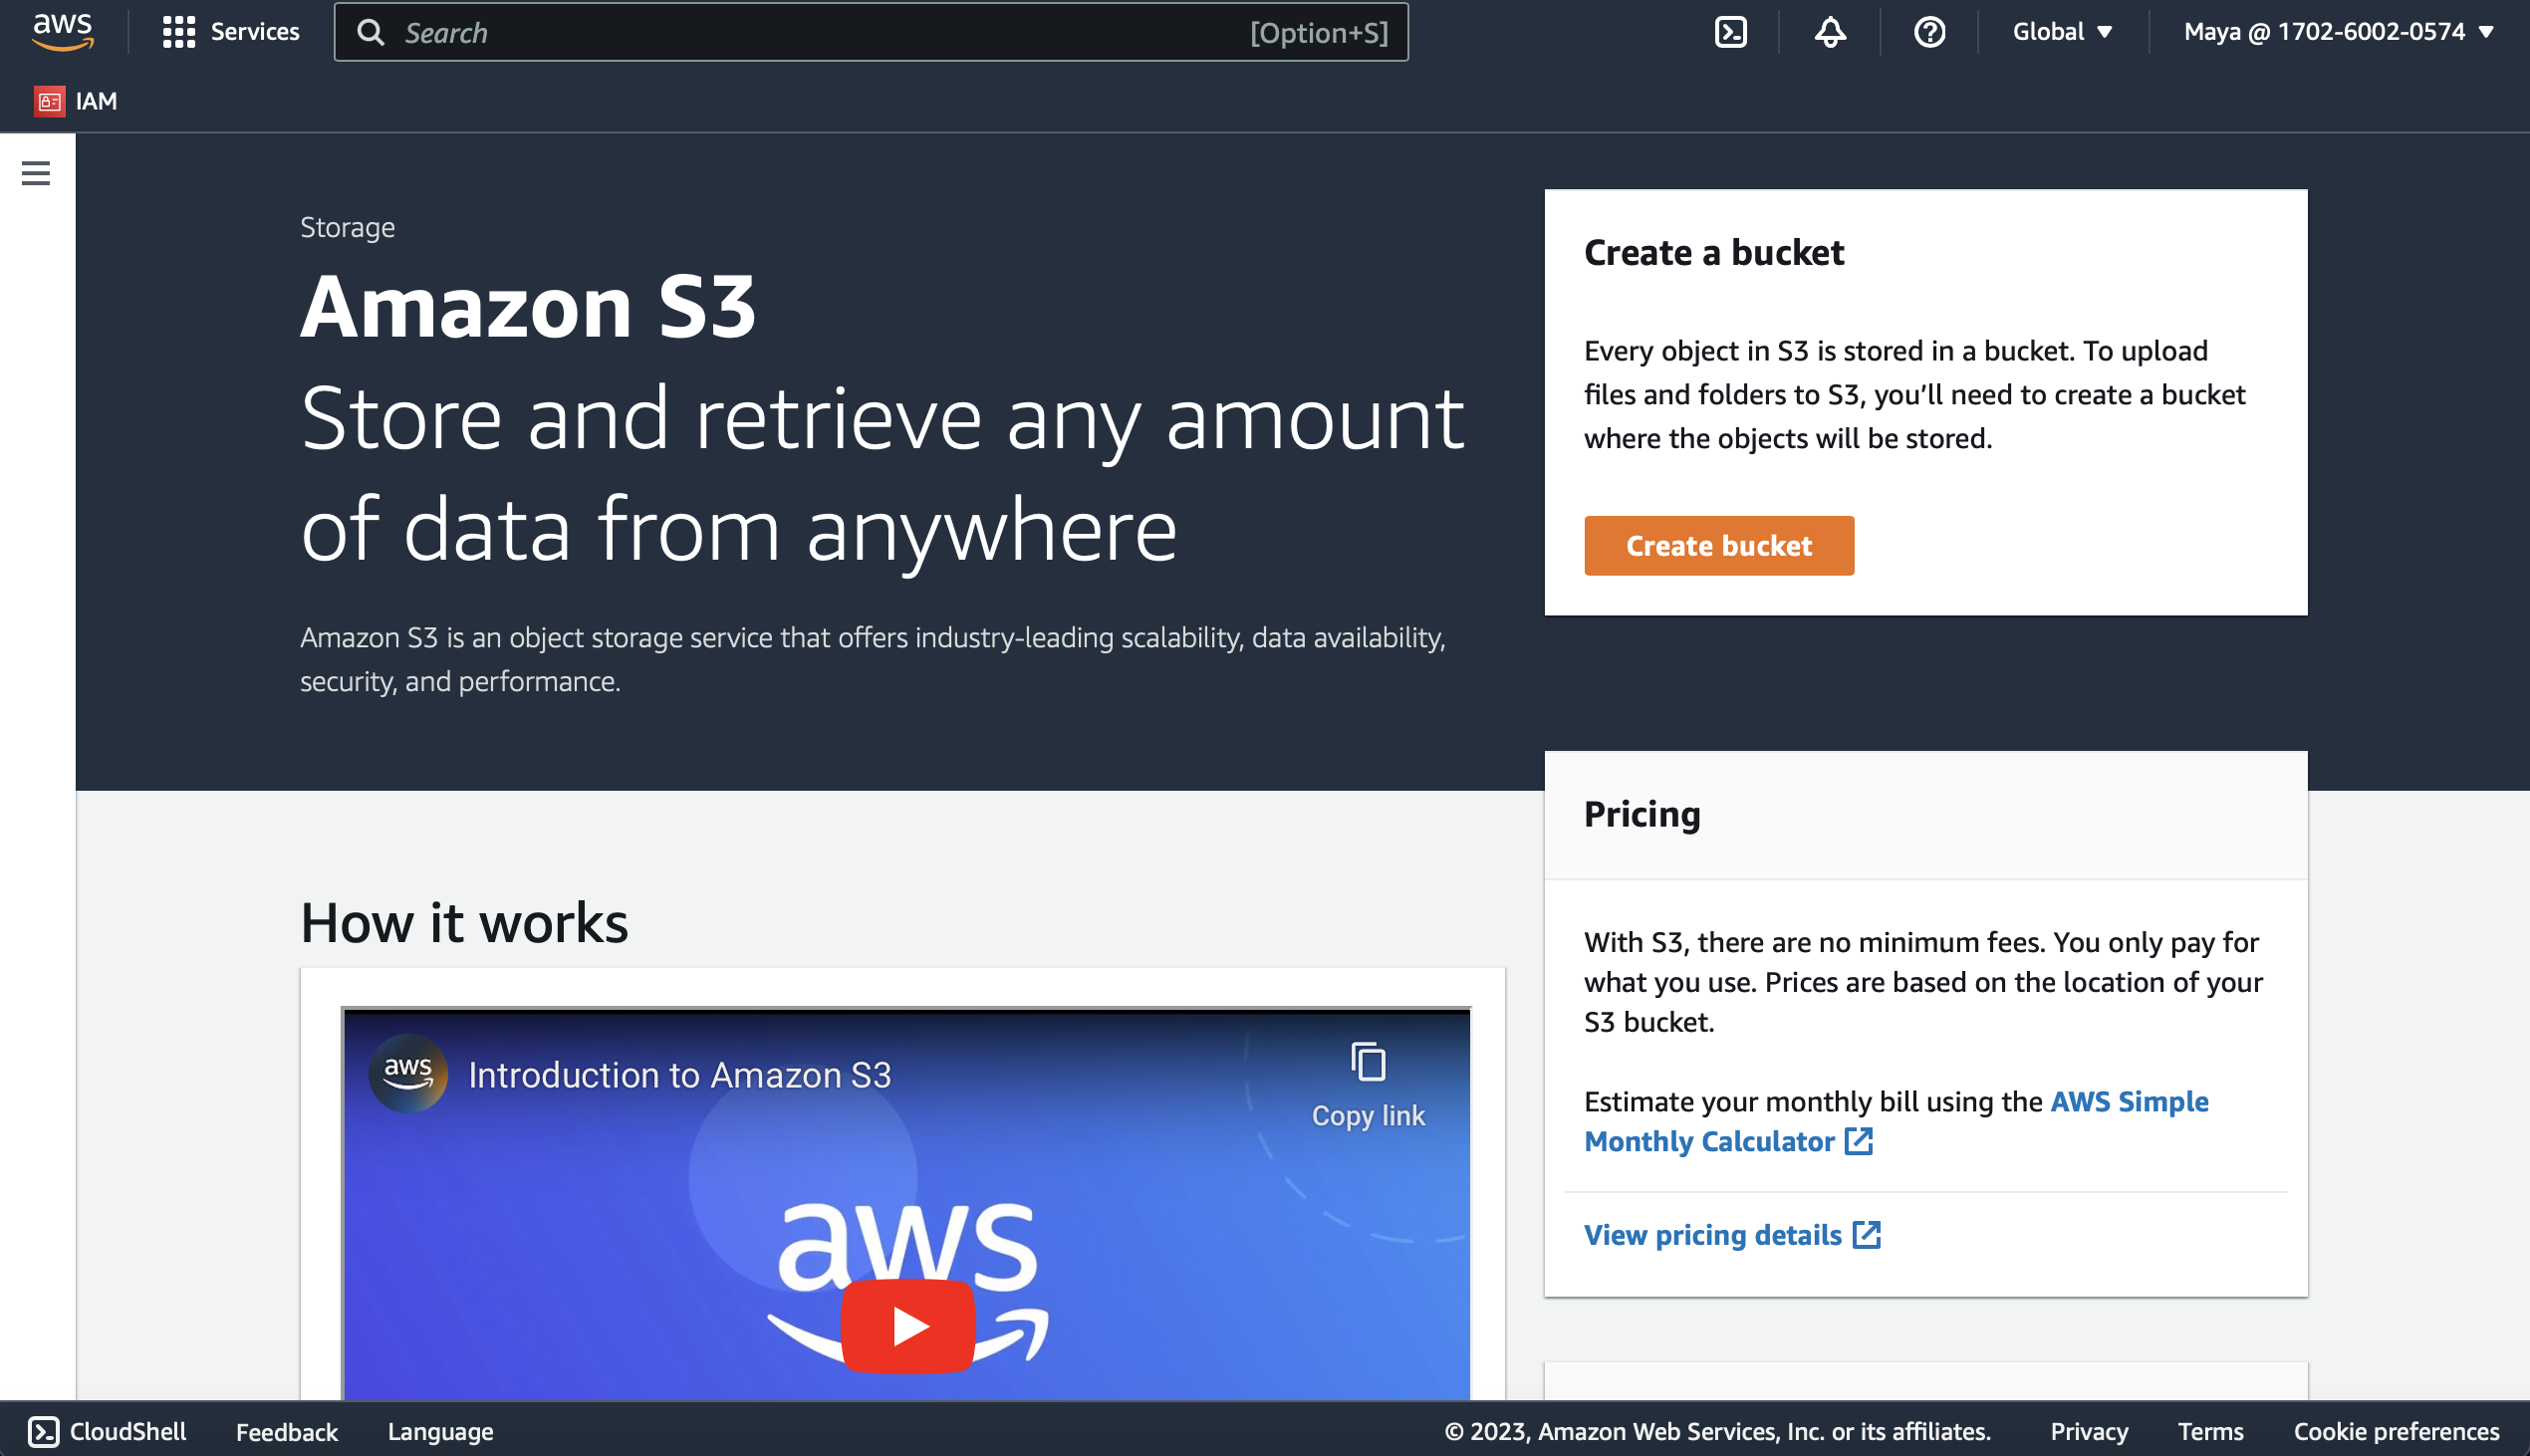 aws
Services
Search
[Option+S]
Global
Maya @ 1702-6002-0574
IAM
Storage
Amazon S3
Store and retrieve any amount
of data from anywhere
Amazon S3 is an object storage service that offers industry-leading scalability, data availability,
security, and performance.
Create a bucket
Every object in S3 is stored in a bucket. To upload
files and folders to S3, you’ll need to create a bucket
where the objects will be stored.
Create bucket
Pricing
With S3, there are no minimum fees. You only pay for
what you use. Prices are based on the location of your
S3 bucket.
Estimate your monthly bill using the AWS Simple
Monthly Calculator
View pricing details
How it works
aws
Introduction to Amazon S3
Copy link
aws
CloudShell
Feedback
Language
© 2023, Amazon Web Services, Inc. or its affiliates.
Privacy
Terms
Cookie preferences